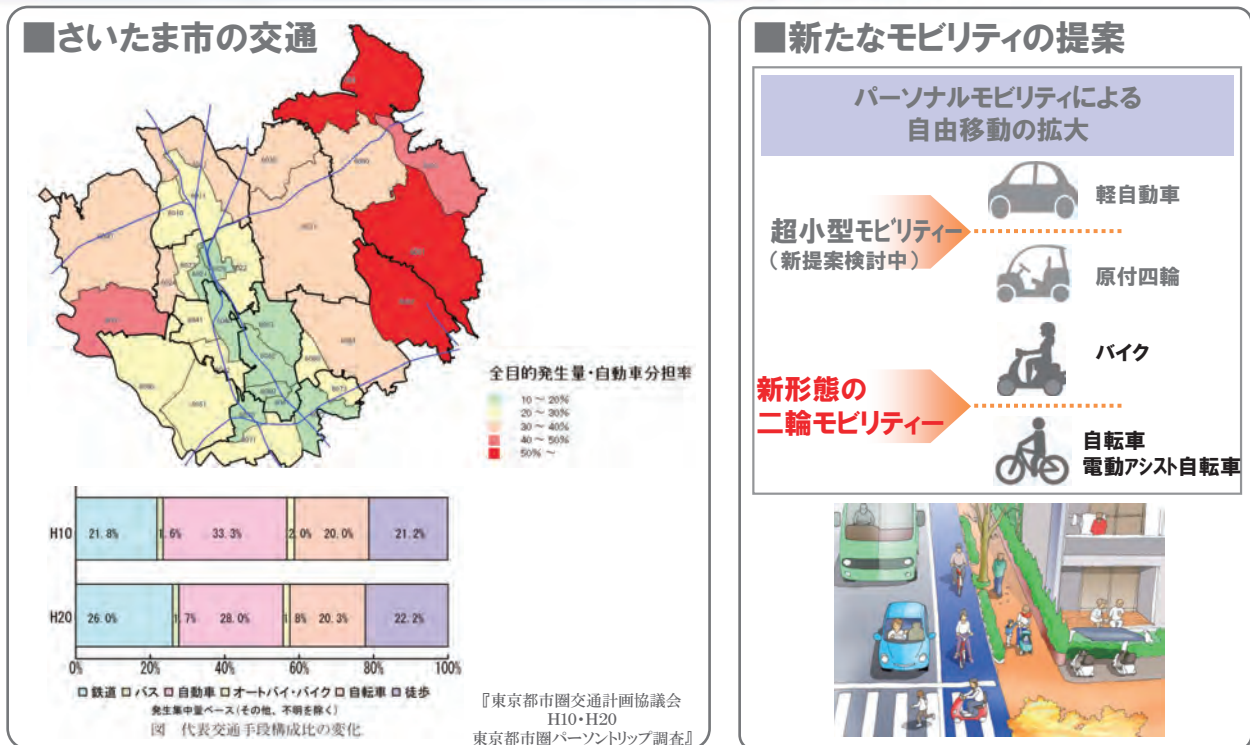 ■さいたま市の交通
全目的発生量・自動車分担率
10 ～ 20%
20 ～ 30%
30 ～ 40%
40 ～ 50%
50% ～
H10 21.8% 1.6% 33.3% 2.0% 20.0% 21.2%
H20 26.0% 1.7% 28.0% 1.8% 20.3% 22.2%
0% 20% 40% 60% 80% 100%
鉄道 バス 自動車 オートバイ・バイク 自転車 徒歩
発生集中量ベース(その他、不明を除く)
図 代表交通手段構成比の変化
『東京都市圏交通計画協議会
H10・H20
東京都市圏パーソントリップ調査』
■新たなモビリティの提案
パーソナルモビリティによる
自由移動の拡大
超小型モビリティー
（新提案検討中）
軽自動車
原付四輪
新形態の
二輪モビリティー
バイク
自転車
電動アシスト自転車